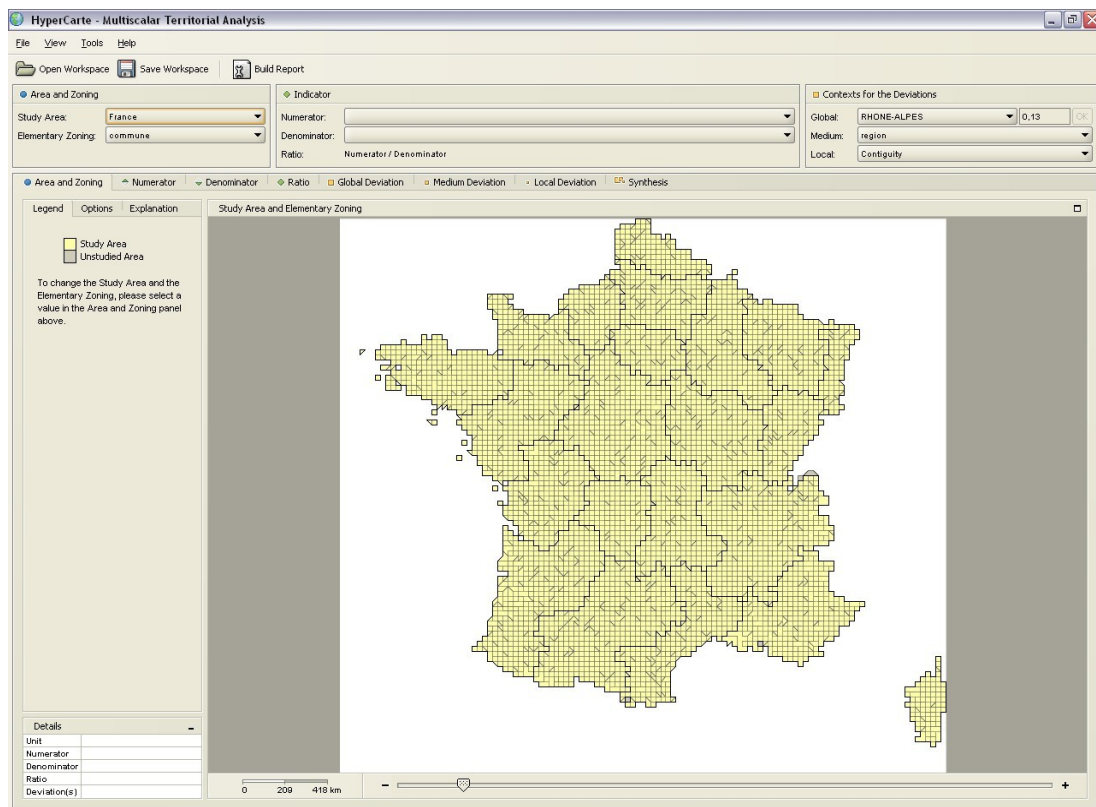 HyperCarte - Multiscalar Territorial Analysis
File View Tools Help
Open Workspace Save Workspace Build Report
Area and Zoning
Study Area: France
Elementary Zoning: commune
Indicator
Numerator:
Denominator:
Ratio: Numerator / Denominator
Contexts for the Deviations
Global: RHONE-ALPES 0,13 OK
Medium: region
Local: Contiguity
Area and Zoning Numerator Denominator Ratio Global Deviation Medium Deviation Local Deviation Synthesis
Legend Options Explanation
Study Area
Unstudied Area
To change the Study Area and the
Elementary Zoning, please select a
value in the Area and Zoning panel
above.
Study Area and Elementary Zoning
Details
Unit
Numerator
Denominator
Ratio
Deviation(s)
0 209 418 km
- +